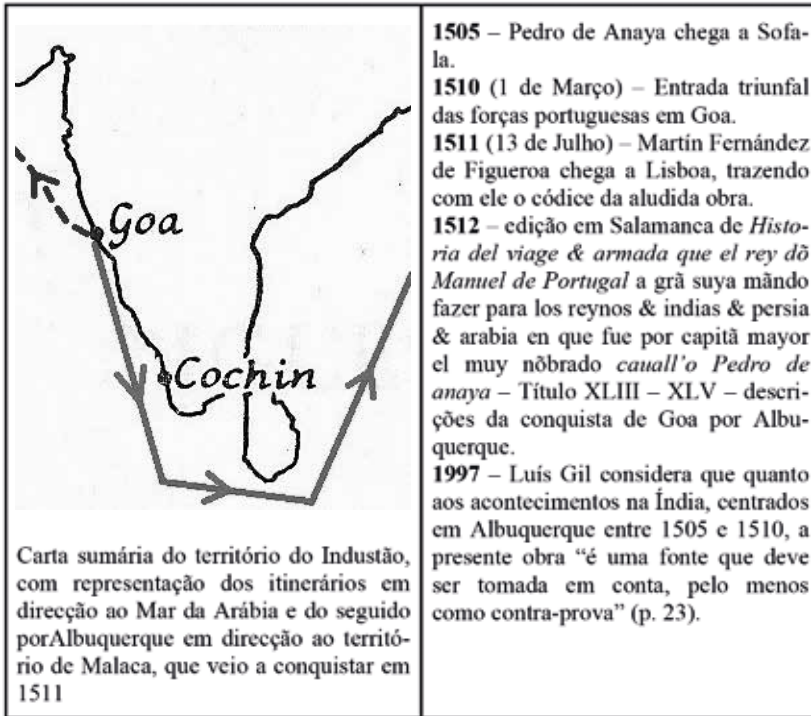 Goa
Cochin
Carta sumária do território do Industão,
com representação dos itinerários em
direcção ao Mar da Arábia e do seguido
porAlbuquerque em direcção ao territó-
rio de Malaca, que veio a conquistar em
1511
1505 – Pedro de Anaya chega a Sofa-
la.
1510 (1 de Março) – Entrada triunfal
das forças portuguesas em Goa.
1511 (13 de Julho) – Martín Fernández
de Figueroa chega a Lisboa, trazendo
com ele o códice da aludida obra.
1512 – edição em Salamanca de Histo-
ria del viage & armada que el rey dõ
Manuel de Portugal a grã suya mãndo
fazer para los reynos & indias & persia
& arabia en que fue por capitã mayor
el muy nõbrado cauall'o Pedro de
anaya – Título XLIII – XLV – descri-
ções da conquista de Goa por Albu-
querque.
1997 – Luís Gil considera que quanto
aos acontecimentos na Índia, centrados
em Albuquerque entre 1505 e 1510, a
presente obra “é uma fonte que deve
ser tomada em conta, pelo menos
como contra-prova” (p. 23).